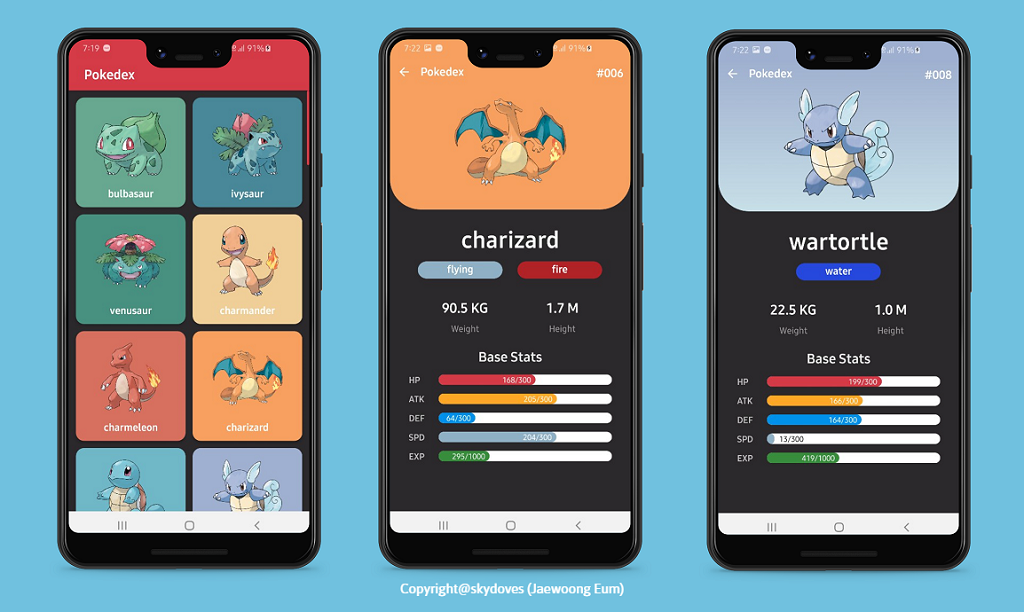 7:19 91%
Pokedex
bulbasaur ivysaur
venusaur charmander
charmeleon charizard
7:22 91%
Pokedex #006
charizard
flying fire
90.5 KG 1.7 M
Weight Height
Base Stats
HP 168/300
ATK 205/300
DEF 64/300
SPD 204/300
EXP 295/1000
7:22 91%
Pokedex #008
wartortle
water
22.5 KG 1.0 M
Weight Height
Base Stats
HP 199/300
ATK 166/300
DEF 164/300
SPD 13/300
EXP 419/1000
Copyright@skydoves (Jaewoong Eum)